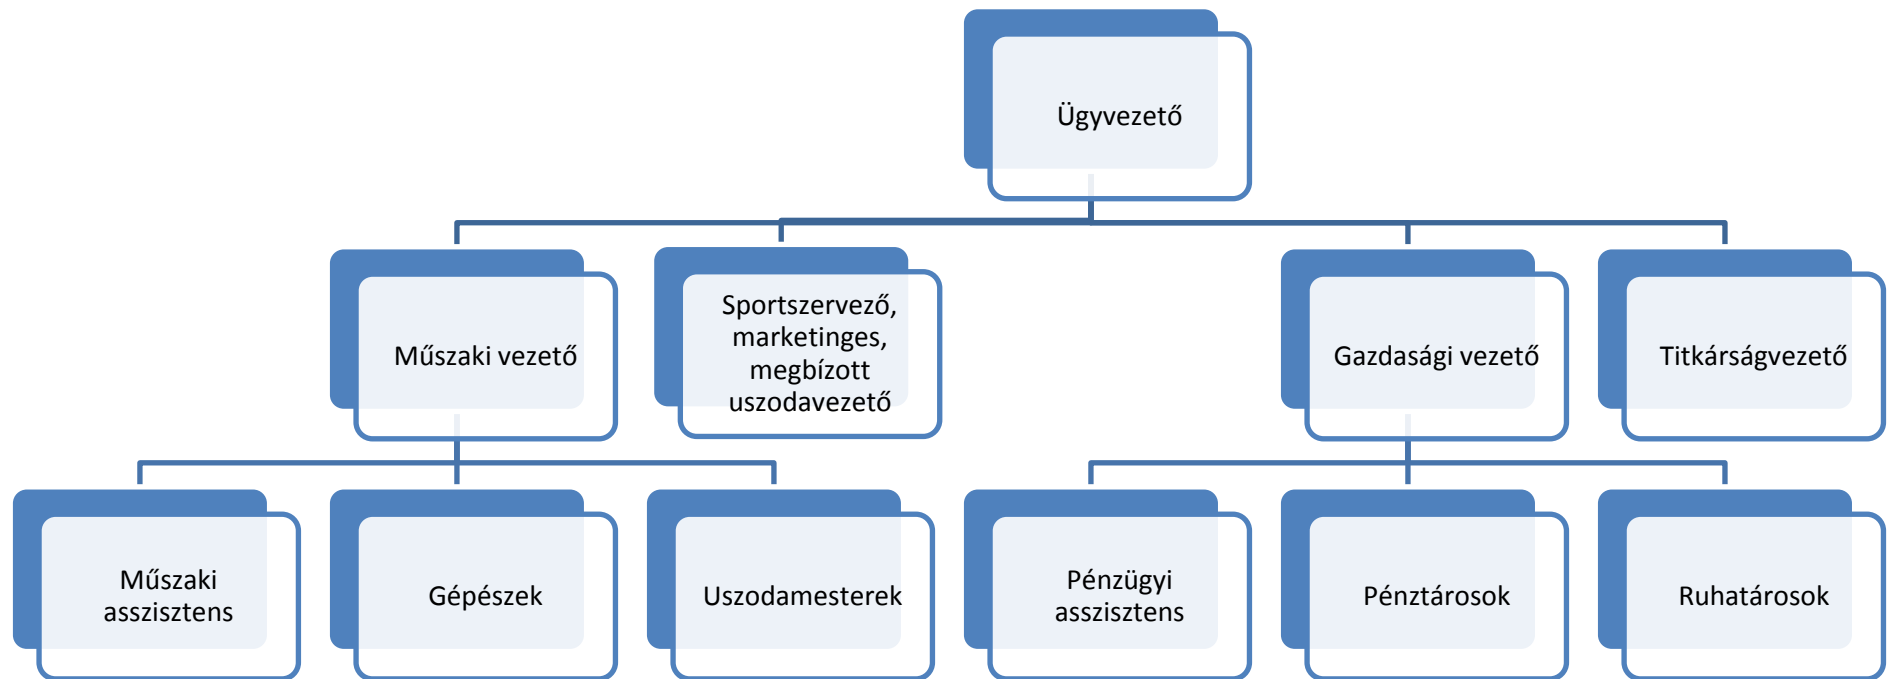 Ügyvezető
Műszaki vezető
Sportszervező,
marketinges,
megbízott
uszodavezető
Gazdasági vezető
Titkárságvezető
Műszaki
asszisztens
Gépészek
Uszodamesterek
Pénzügyi
asszisztens
Pénztárosok
Ruhatárosok